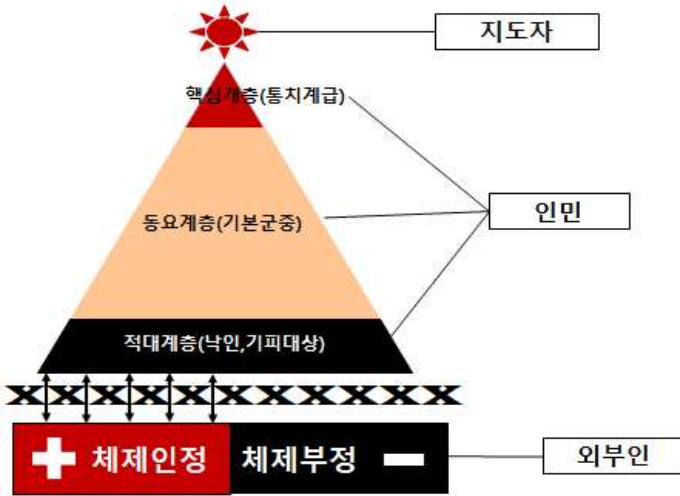 지도자
핵심계층(통치계급)
동요계층(기본군중)
인민
적대계층(낙인,기피대상)
체제인정
체제부정
외부인